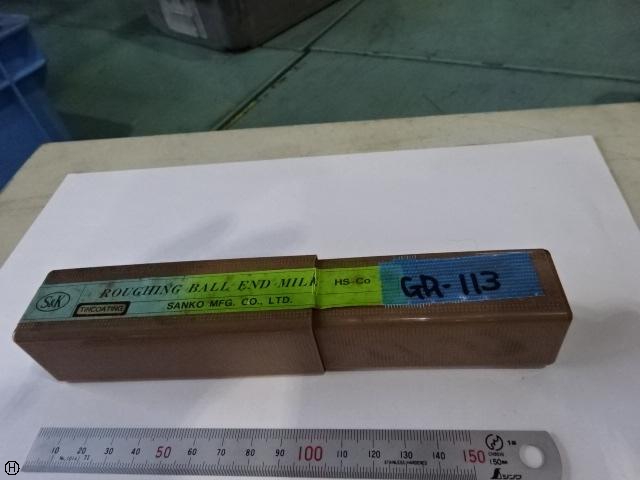 S&K
ROUGHING BALL END MILL HS-Co
TiNCOATING
SANKO MFG. CO., LTD.
GR-113
10 20 30 40 50 60 70 80 90 100 110 120 130 140 150
STAINLESS HARDENED
150mm
シンワ
H